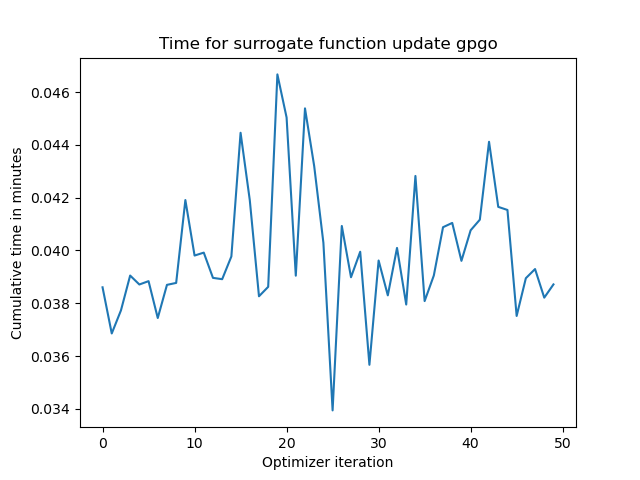 Time for surrogate function update gpgo
Cumulative time in minutes
0.046
0.044
0.042
0.040
0.038
0.036
0.034
0 10 20 30 40 50
Optimizer iteration